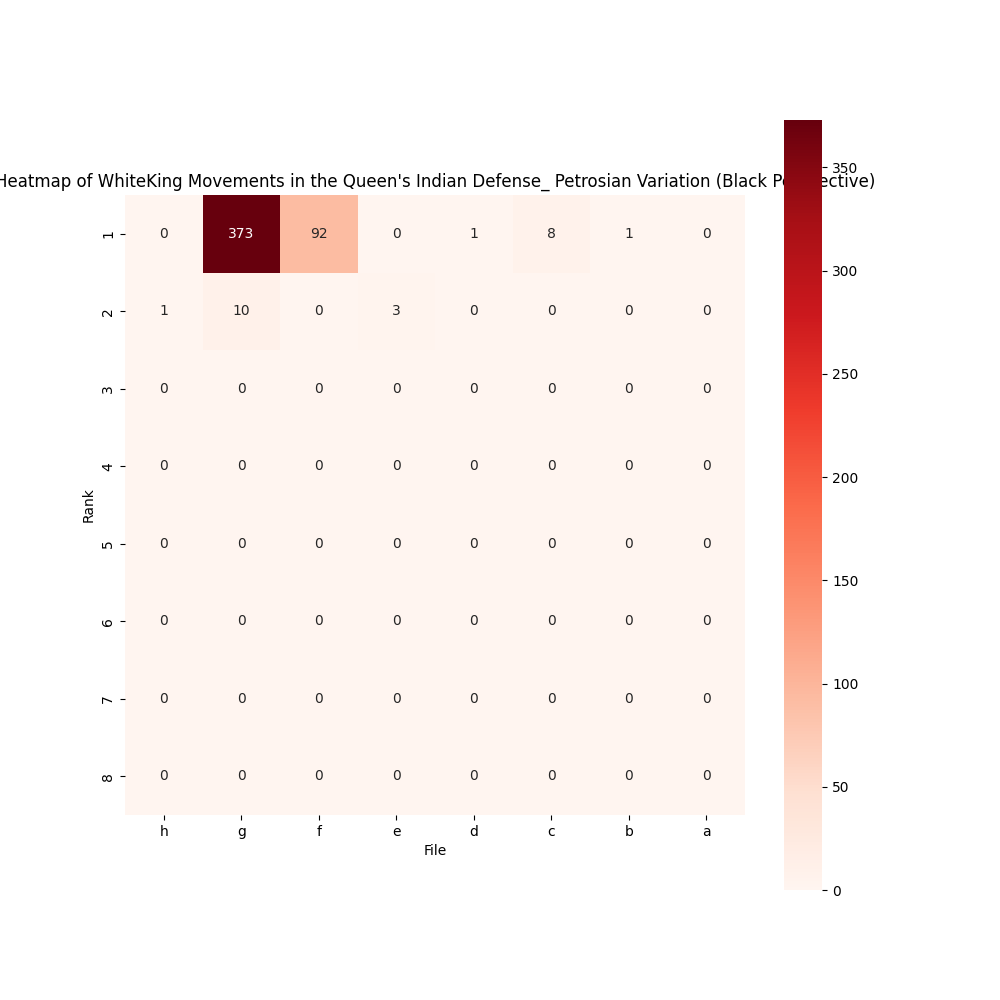 Heatmap of WhiteKing Movements in the Queen's Indian Defense_ Petrosian Variation (Black Perspective)
1 0 373 92 0 1 8 1 0
2 1 10 0 3 0 0 0 0
3 0 0 0 0 0 0 0 0
4 0 0 0 0 0 0 0 0
5 0 0 0 0 0 0 0 0
6 0 0 0 0 0 0 0 0
7 0 0 0 0 0 0 0 0
8 0 0 0 0 0 0 0 0
h g f e d c b a
File
Rank
350
300
250
200
150
100
50
0